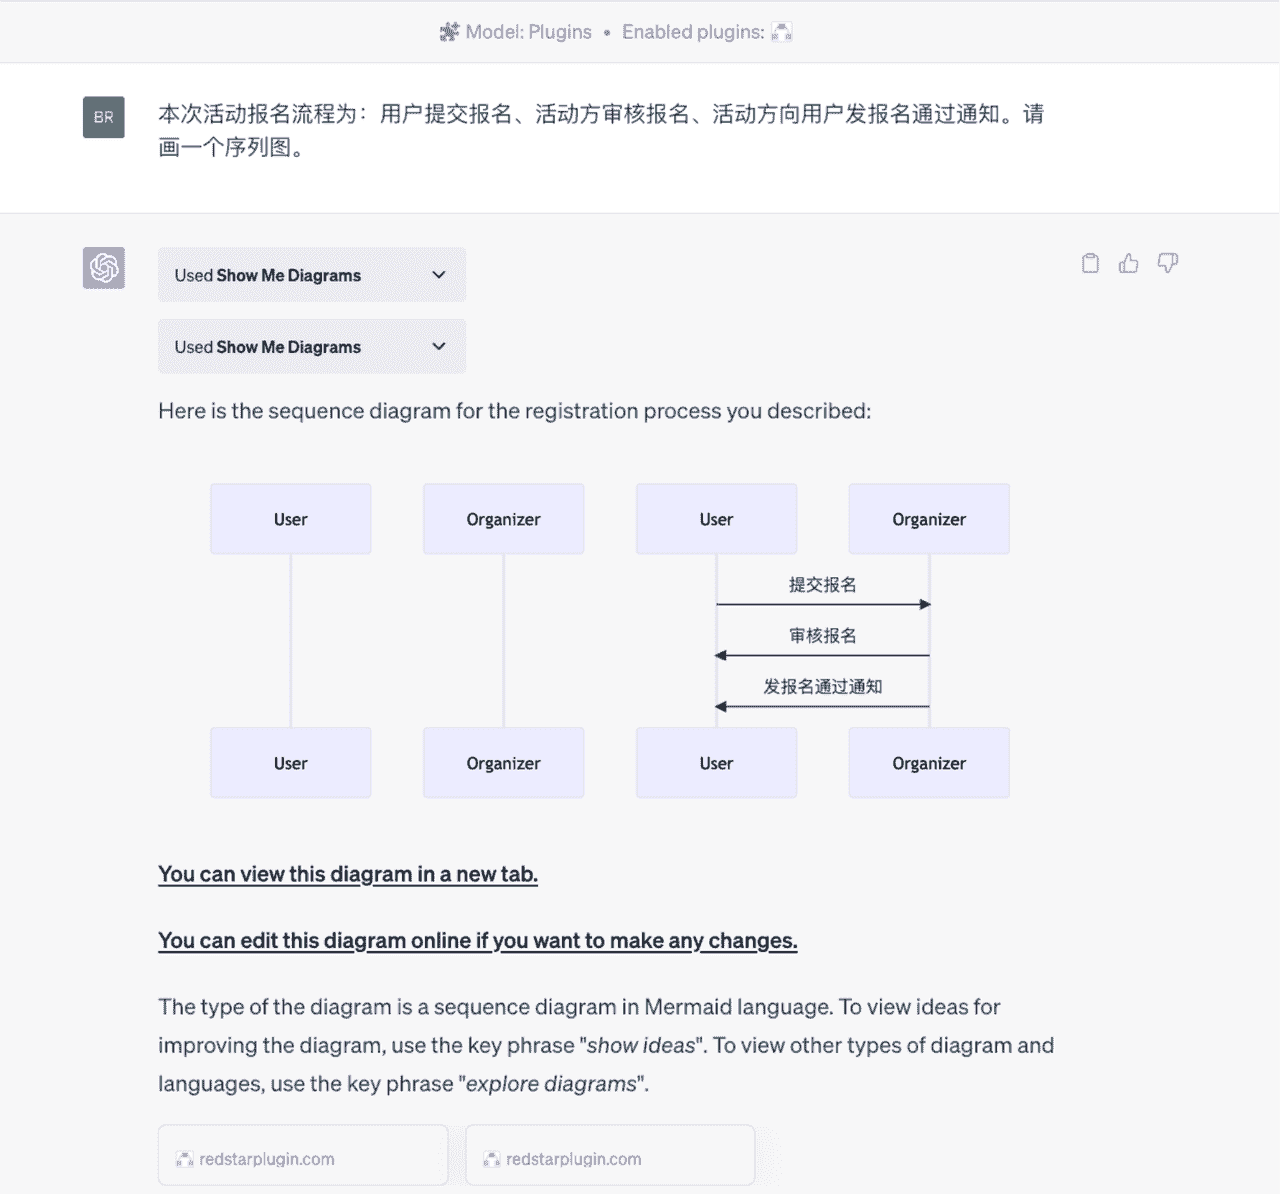 Model: Plugins • Enabled plugins:
BR
本次活动报名流程为：用户提交报名、活动方审核报名、活动方向用户发报名通过通知。请
画一个序列图。
Used Show Me Diagrams
Used Show Me Diagrams
Here is the sequence diagram for the registration process you described:
User Organizer User Organizer
提交报名
审核报名
发报名通过通知
User Organizer User Organizer
You can view this diagram in a new tab.
You can edit this diagram online if you want to make any changes.
The type of the diagram is a sequence diagram in Mermaid language. To view ideas for
improving the diagram, use the key phrase "show ideas". To view other types of diagram and
languages, use the key phrase "explore diagrams".
redstarplugin.com redstarplugin.com